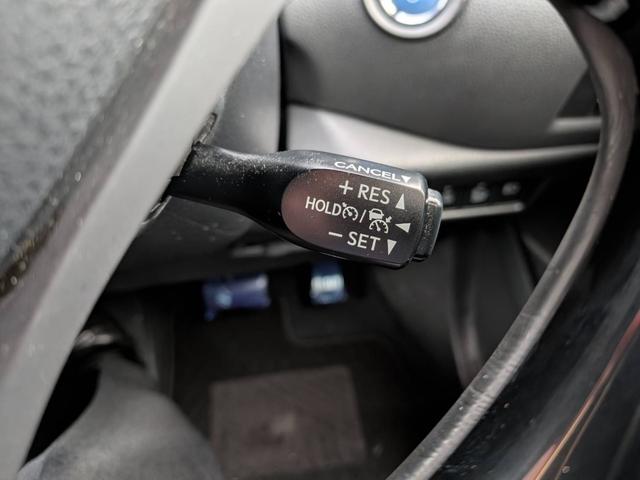 CANCEL
+ RES
HOLD /
- SET